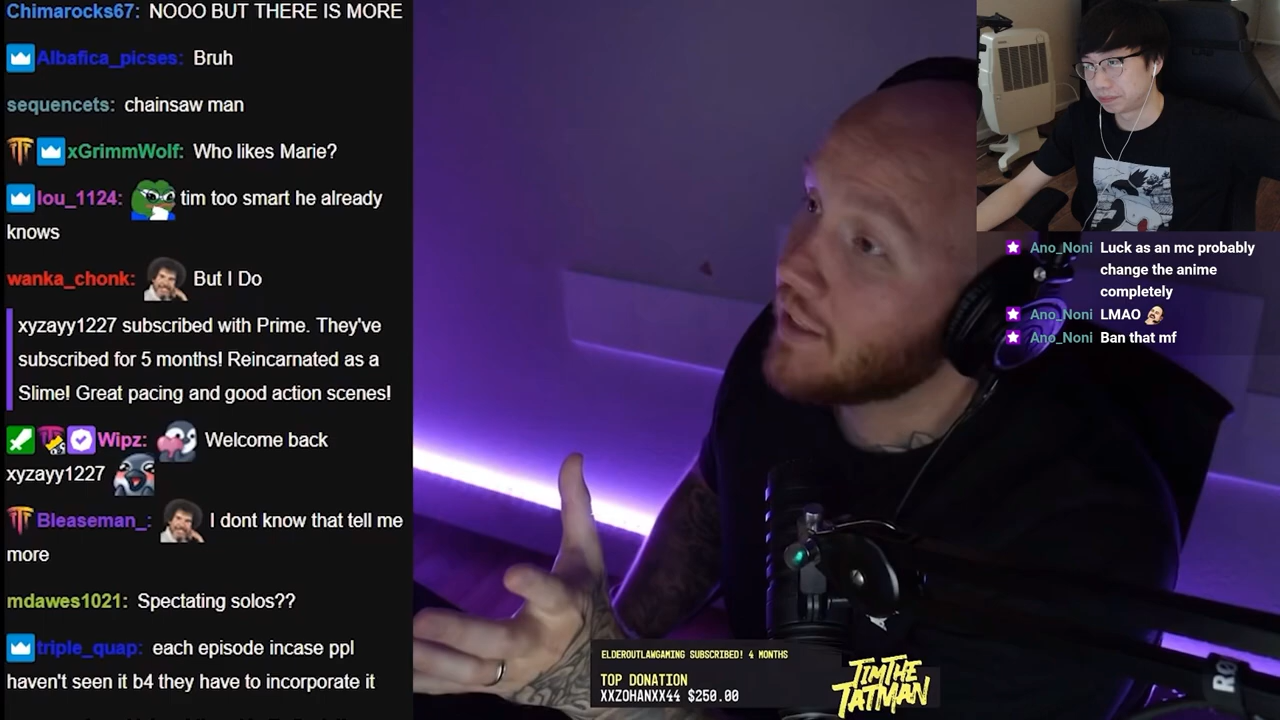 Chimarocks67: NOOO BUT THERE IS MORE
Albafica_picses: Bruh
sequencets: chainsaw man
xGrimmWolf: Who likes Marie?
lou_1124: tim too smart he already
knows
wanka_chonk: But I Do
xyzayy1227 subscribed with Prime. They've
subscribed for 5 months! Reincarnated as a
Slime! Great pacing and good action scenes!
Wipz: Welcome back
xyzayy1227
Bleaseman_: I dont know that tell me
more
mdawes1021: Spectating solos??
triple_quap: each episode incase ppl
haven't seen it b4 they have to incorporate it
ELDEROUTLAWGAMING SUBSCRIBED! 4 MONTHS
TOP DONATION
XXZOHANXX44 $250.00
TIMTHE
TATMAN
Ano_Noni Luck as an mc probably
change the anime
completely
Ano_Noni LMAO
Ano_Noni Ban that mf